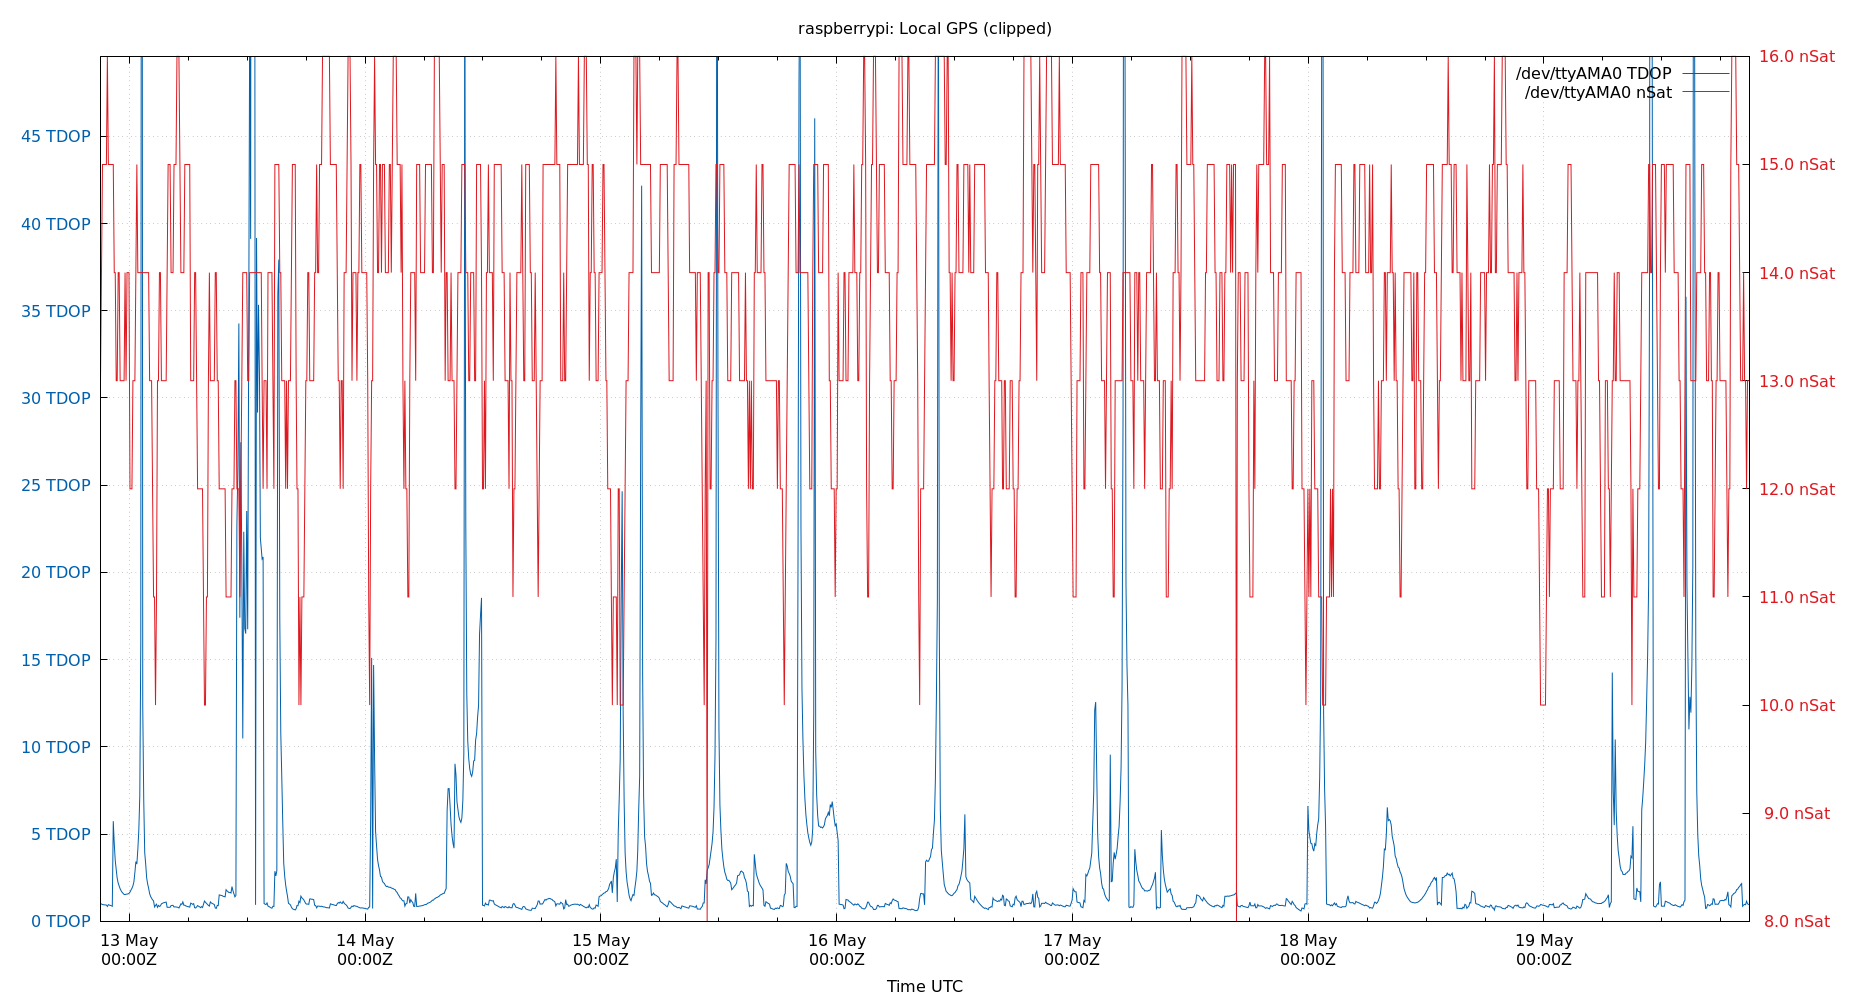 raspberrypi: Local GPS (clipped)
/dev/ttyAMA0 TDOP
/dev/ttyAMA0 nSat
45 TDOP
40 TDOP
35 TDOP
30 TDOP
25 TDOP
20 TDOP
15 TDOP
10 TDOP
5 TDOP
0 TDOP
16.0 nSat
15.0 nSat
14.0 nSat
13.0 nSat
12.0 nSat
11.0 nSat
10.0 nSat
9.0 nSat
8.0 nSat
13 May
00:00Z
14 May
00:00Z
15 May
00:00Z
16 May
00:00Z
17 May
00:00Z
18 May
00:00Z
19 May
00:00Z
Time UTC